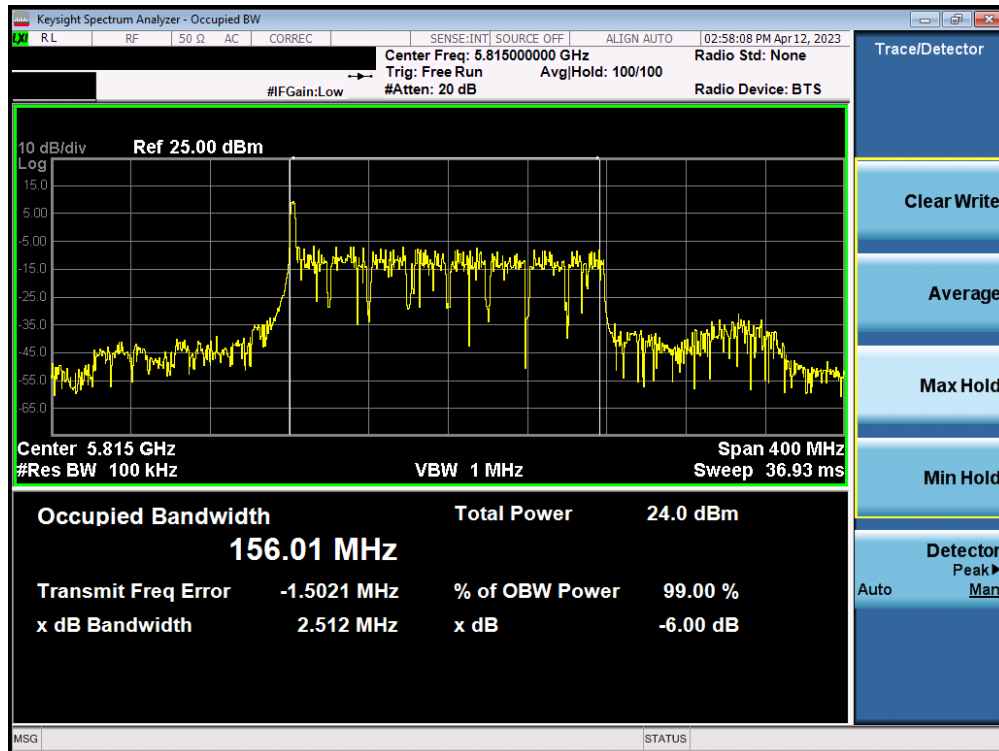 Keysight Spectrum Analyzer - Occupied BW
LXI RL RF 50 Ω AC CORREC SENSE:INT SOURCE OFF ALIGN AUTO 02:58:08 PM Apr 12, 2023
Center Freq: 5.815000000 GHz Radio Std: None
Trig: Free Run Avg|Hold: 100/100
#IFGain:Low #Atten: 20 dB Radio Device: BTS
10 dB/div Ref 25.00 dBm
Log
15.0
5.00
-5.00
-15.0
-25.0
-35.0
-45.0
-55.0
-65.0
Center 5.815 GHz Span 400 MHz
#Res BW 100 kHz VBW 1 MHz Sweep 36.93 ms
Occupied Bandwidth Total Power 24.0 dBm
156.01 MHz
Transmit Freq Error -1.5021 MHz % of OBW Power 99.00 %
x dB Bandwidth 2.512 MHz x dB -6.00 dB
MSG STATUS
Trace/Detector
Clear Write
Average
Max Hold
Min Hold
Detector
Peak
Auto Man